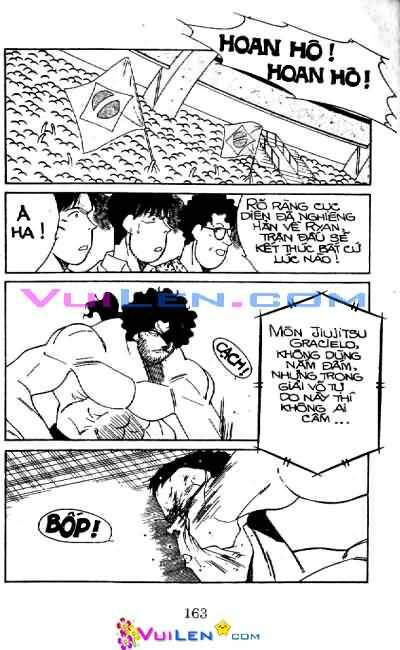 HOAN HÔ!
HOAN HÔ!
À
HA!
RÕ RÀNG CỤC
DIỆN ĐÃ NGHIÊNG
HẲN VỀ RYAN,
TRẬN ĐẤU SẼ
KẾT THÚC BẤT CỨ
LÚC NÀO!
VUILEN.COM
MÔN JIUJITSU
GRACIELO,
KHÔNG DÙNG
NẮM ĐẤM,
NHƯNG TRONG
GIẢI VÕ TỰ
DO NÀY THÌ
KHÔNG AI
CẤM...
CẠCH!
BỐP!
163
VUILEN.COM